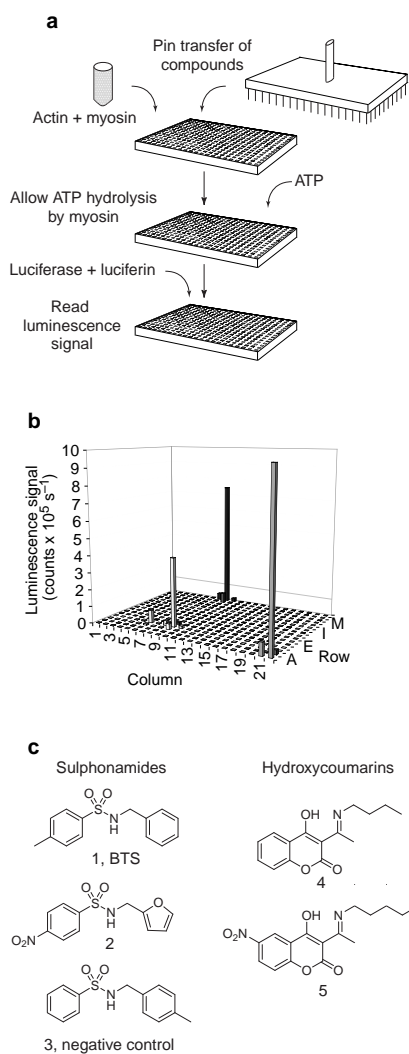 a
Pin transfer of
compounds
Actin + myosin
Allow ATP hydrolysis
by myosin
ATP
Luciferase + luciferin
Read
luminescence
signal
b
Luminescence signal
(counts x 10⁵ s⁻¹)
10
9
8
7
6
5
4
3
2
1
0
1 3 5 7 9 11 13 15 17 19 21
Column
A E I M
Row
c
Sulphonamides
Hydroxycoumarins
O O
S
N
H
1, BTS
OH N
O O
4
O O
S
N
H
O
O₂N
2
OH N
O₂N
O O
5
O O
S
N
H
3, negative control